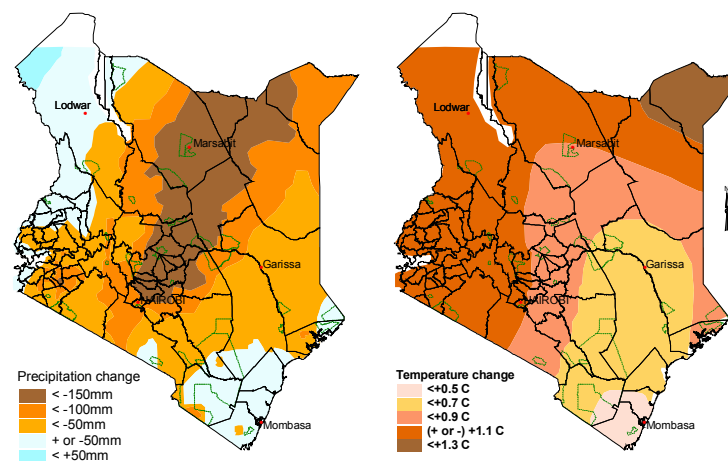 Lodwar
Marsabit
Garissa
NAIROBI
Mombasa
Precipitation change
< -150mm
< -100mm
< -50mm
+ or -50mm
< +50mm
Lodwar
Marsabit
Garissa
NAIROBI
Mombasa
Temperature change
<+0.5 C
<+0.7 C
<+0.9 C
(+ or -) +1.1 C
<+1.3 C